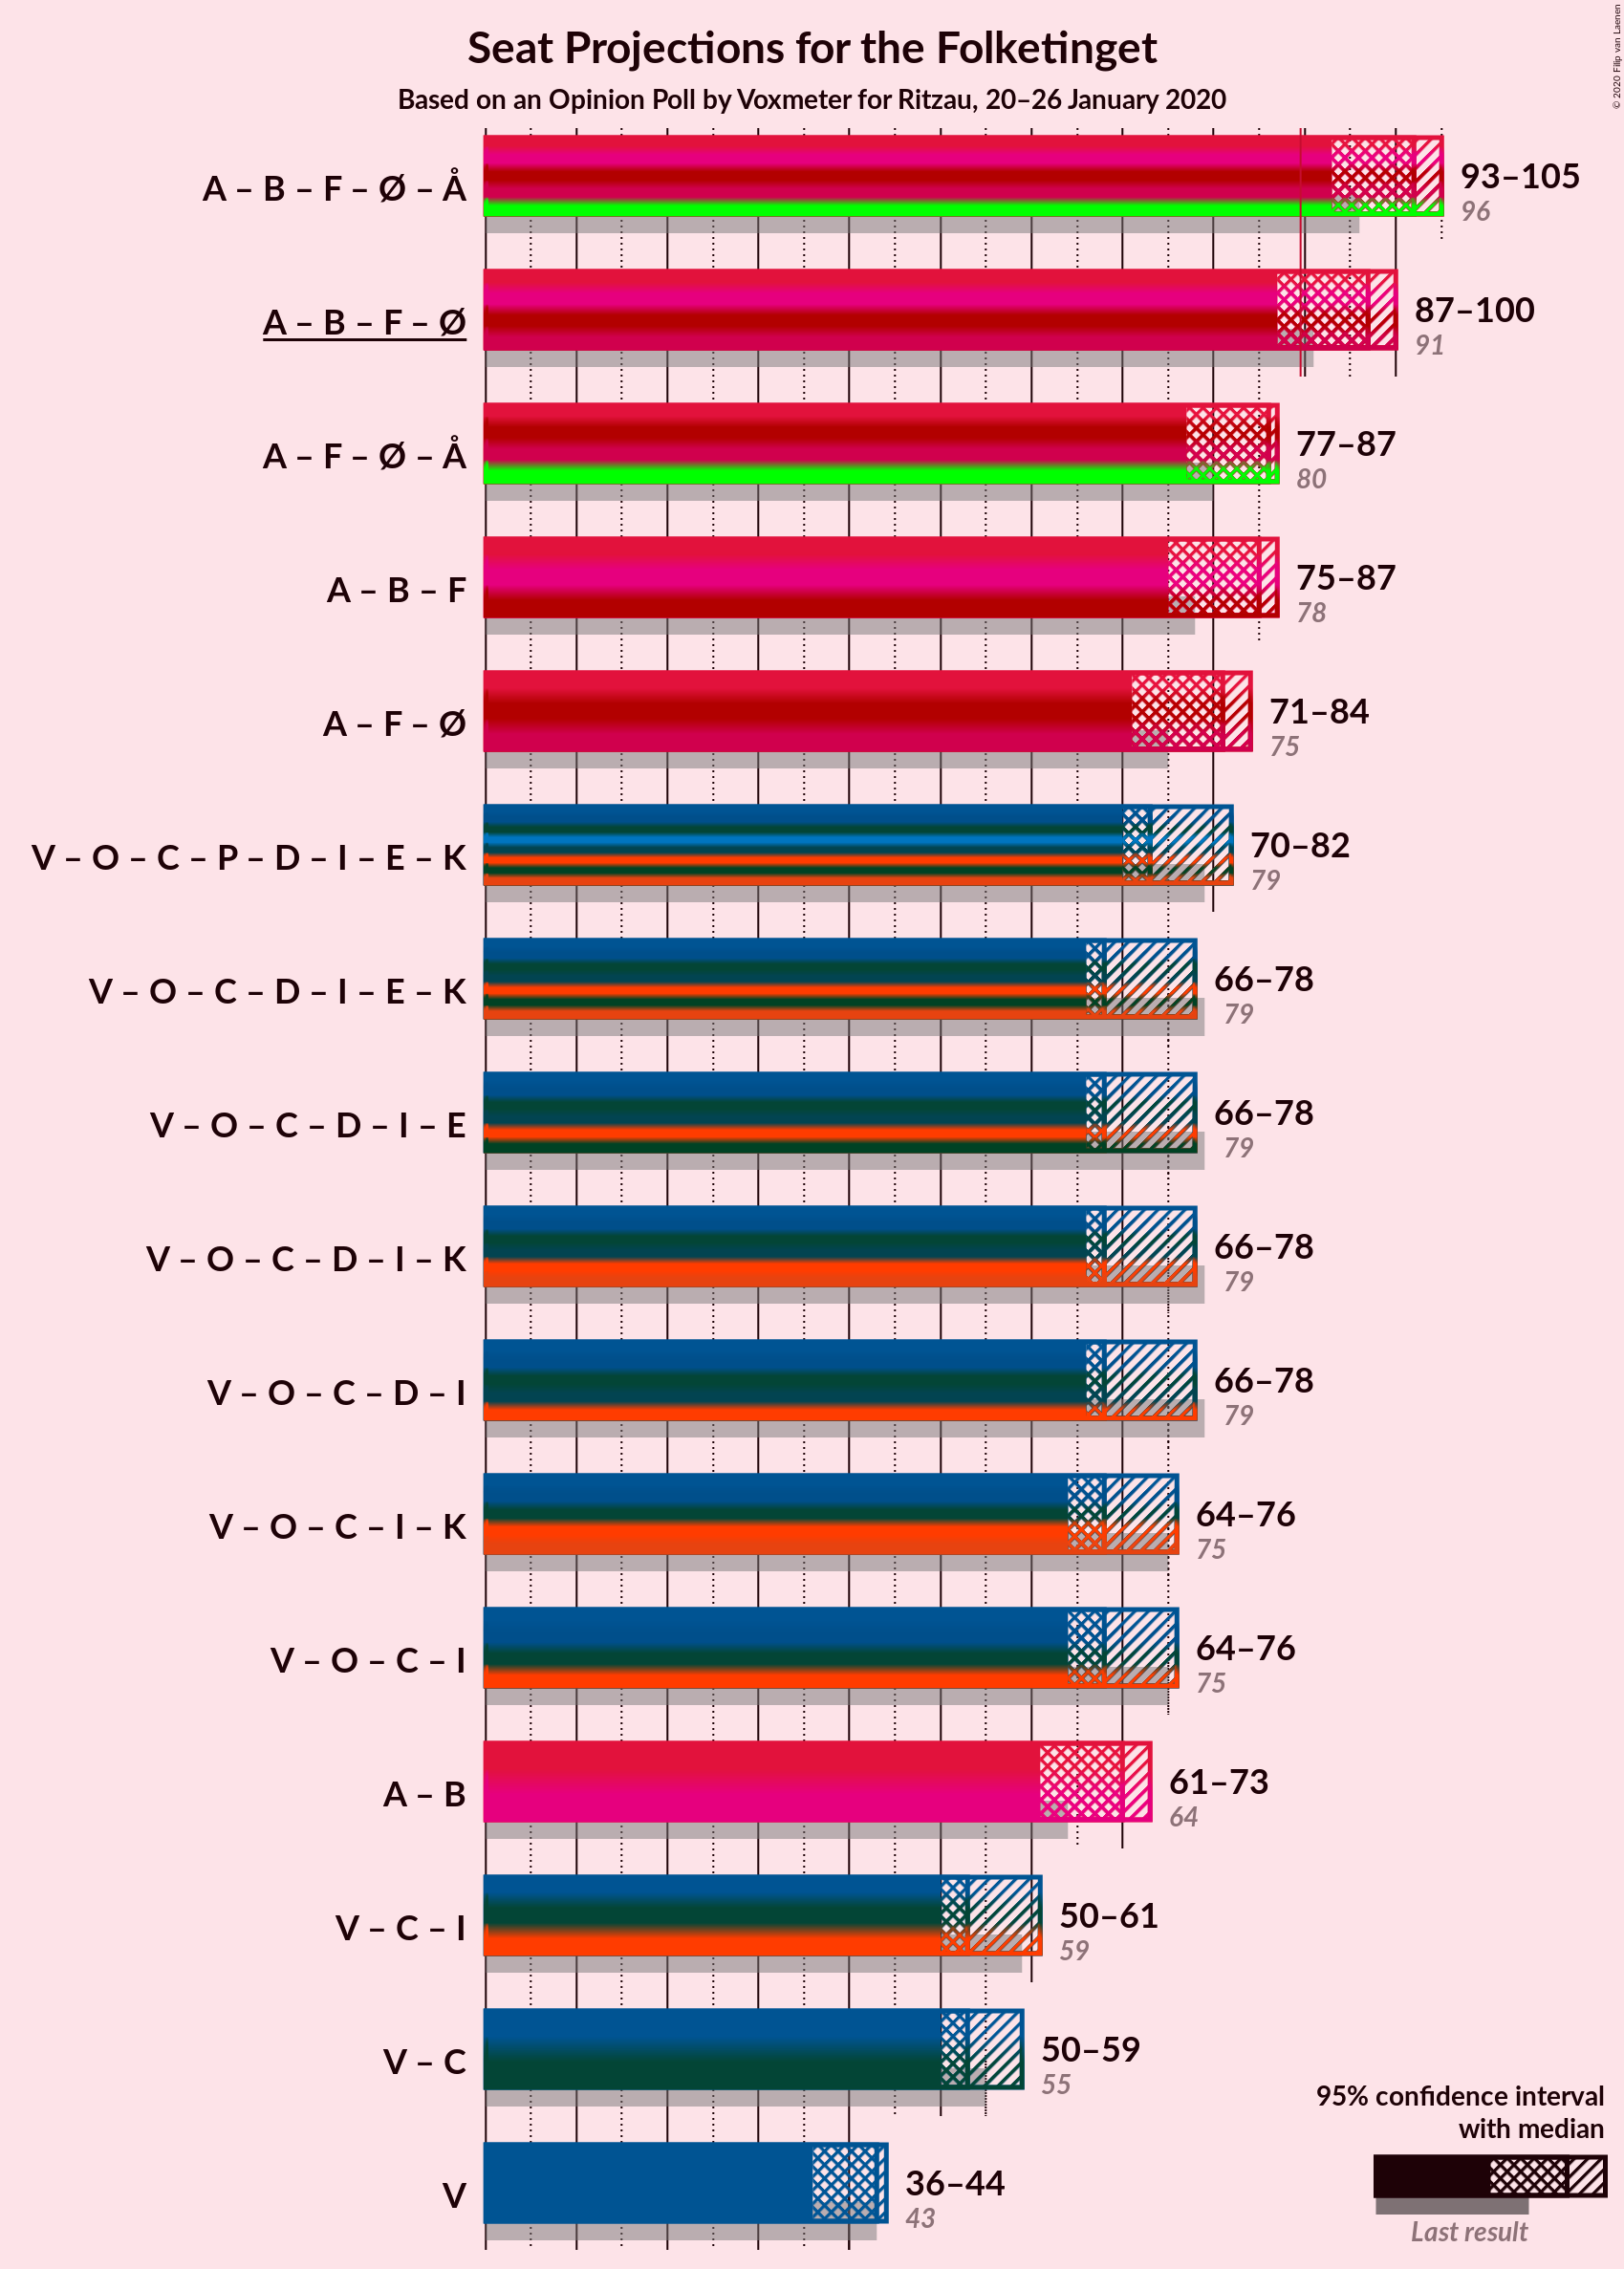 Seat Projections for the Folketinget
Based on an Opinion Poll by Voxmeter for Ritzau, 20–26 January 2020
© 2020 Filip van Laenen
A – B – F – Ø – Å
93–105
96
A – B – F – Ø
87–100
91
A – F – Ø – Å
77–87
80
A – B – F
75–87
78
A – F – Ø
71–84
75
V – O – C – P – D – I – E – K
70–82
79
V – O – C – D – I – E – K
66–78
79
V – O – C – D – I – E
66–78
79
V – O – C – D – I – K
66–78
79
V – O – C – D – I
66–78
79
V – O – C – I – K
64–76
75
V – O – C – I
64–76
75
A – B
61–73
64
V – C – I
50–61
59
V – C
50–59
55
V
36–44
43
95% confidence interval
with median
Last result